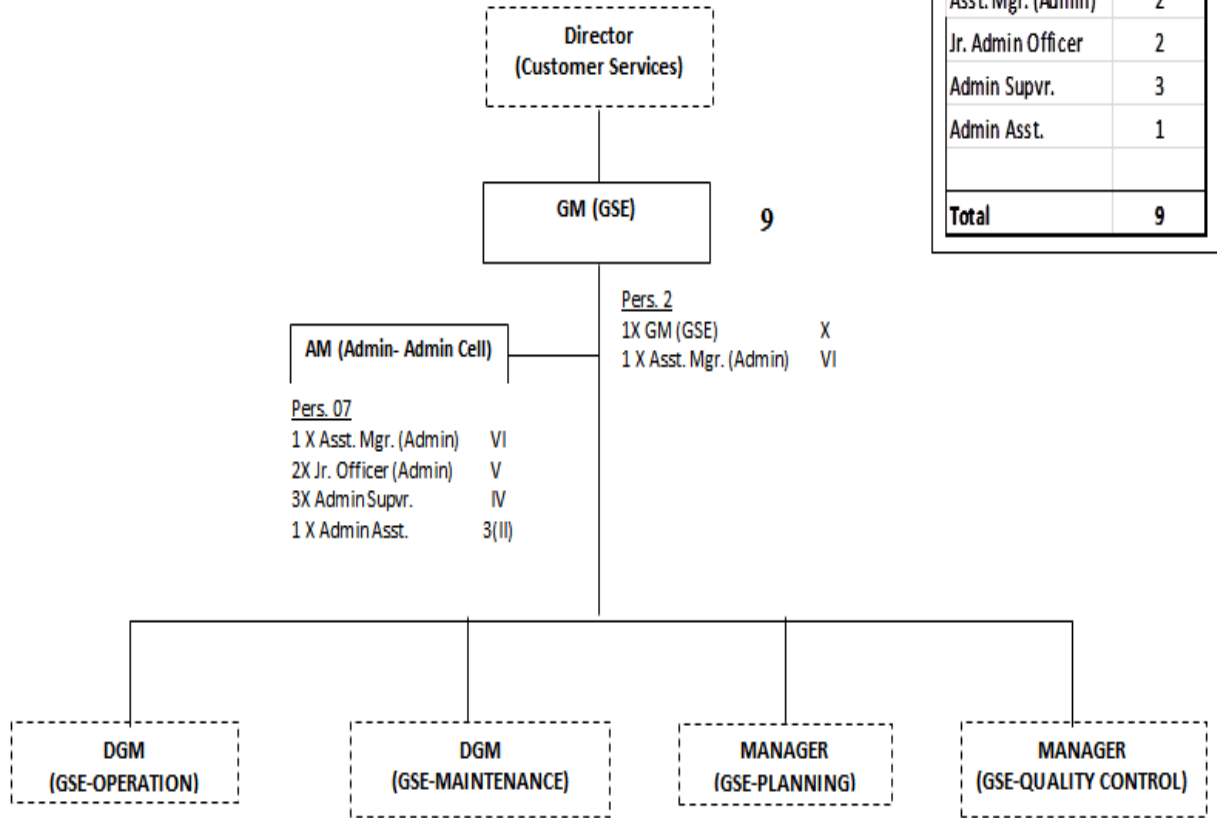 Director
(Customer Services)
Asst. Mgr. (Admin) 2
Jr. Admin Officer 2
Admin Supvr. 3
Admin Asst. 1
Total 9
GM (GSE)
9
Pers. 2
1X GM (GSE) X
1 X Asst. Mgr. (Admin) VI
AM (Admin- Admin Cell)
Pers. 07
1 X Asst. Mgr. (Admin) VI
2X Jr. Officer (Admin) V
3X Admin Supvr. IV
1 X Admin Asst. 3(II)
DGM
(GSE-OPERATION)
DGM
(GSE-MAINTENANCE)
MANAGER
(GSE-PLANNING)
MANAGER
(GSE-QUALITY CONTROL)